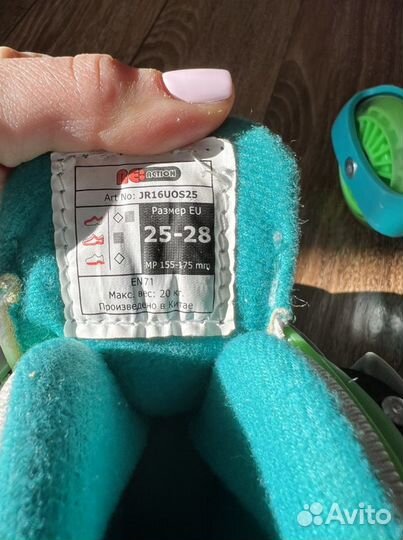 RE:ACTION
Art No: JR16UOS25
Размер EU
25-28
MP 155-175 mm
EN71
Макс. вес: 20 кг
Произведено в Китае
Avito